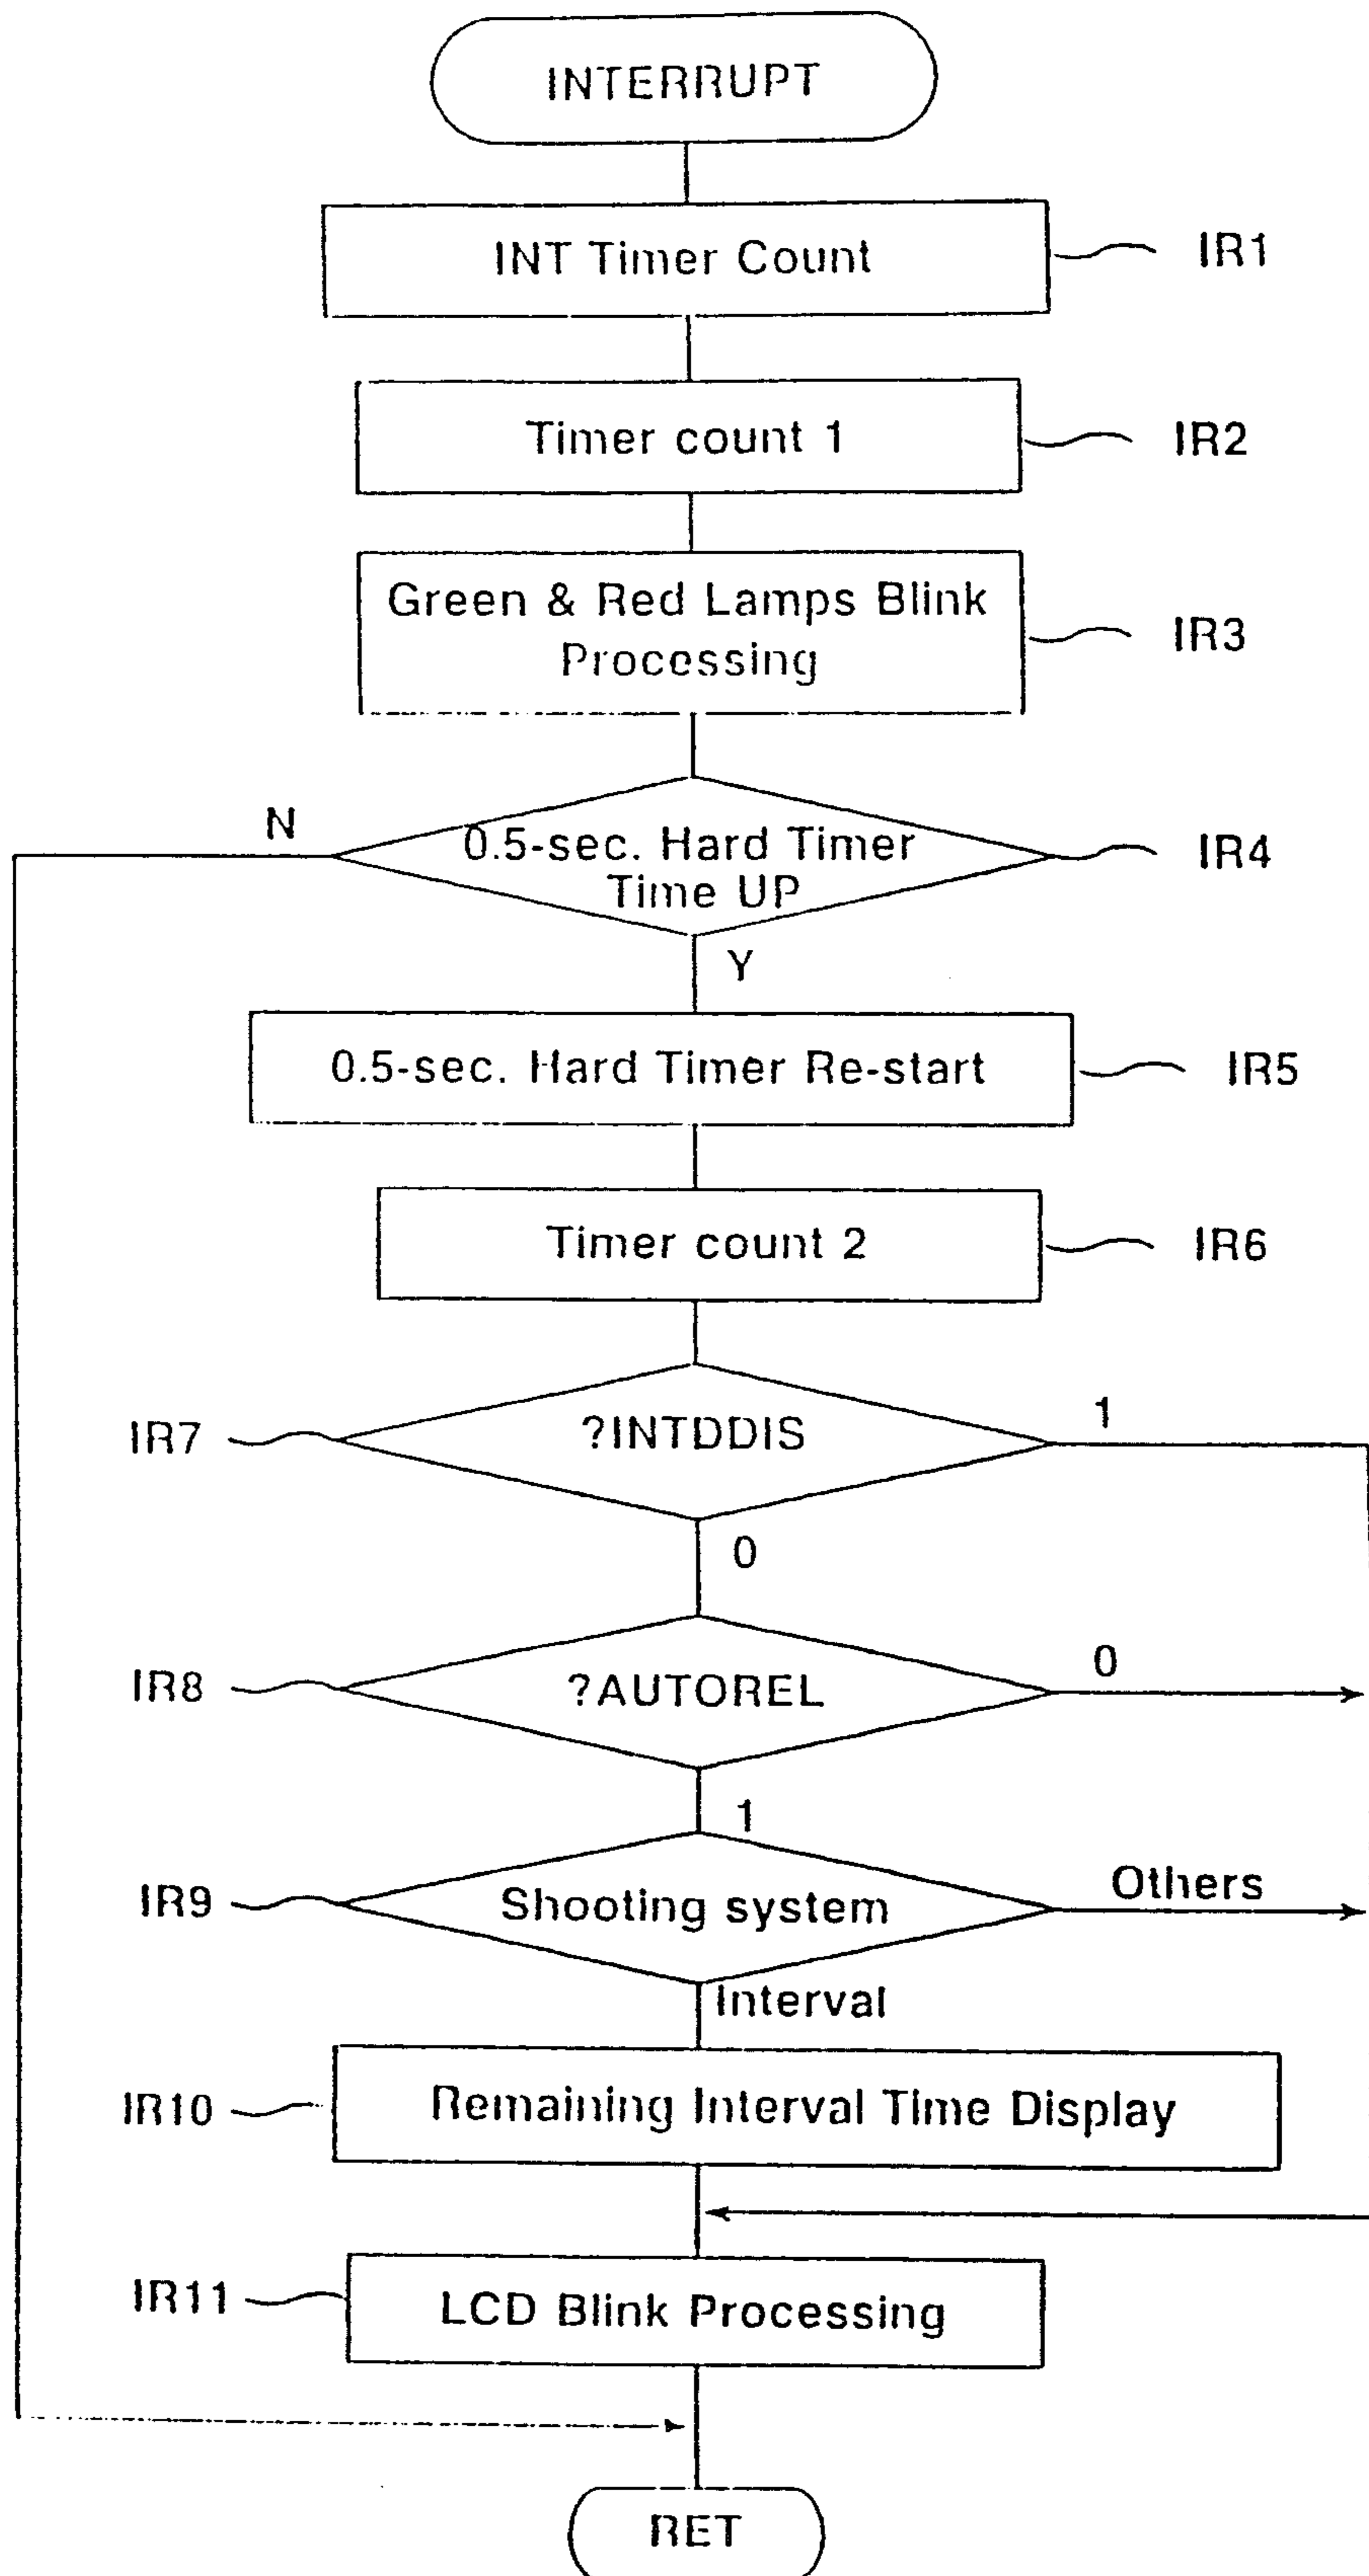 INTERRUPT
INT Timer Count
IR1
Timer count 1
IR2
Green & Red Lamps Blink
Processing
IR3
N
0.5-sec. Hard Timer
Time UP
IR4
Y
0.5-sec. Hard Timer Re-start
IR5
Timer count 2
IR6
IR7
?INTDDIS
1
0
IR8
?AUTOREL
0
1
IR9
Shooting system
Others
Interval
IR10
Remaining Interval Time Display
IR11
LCD Blink Processing
RET